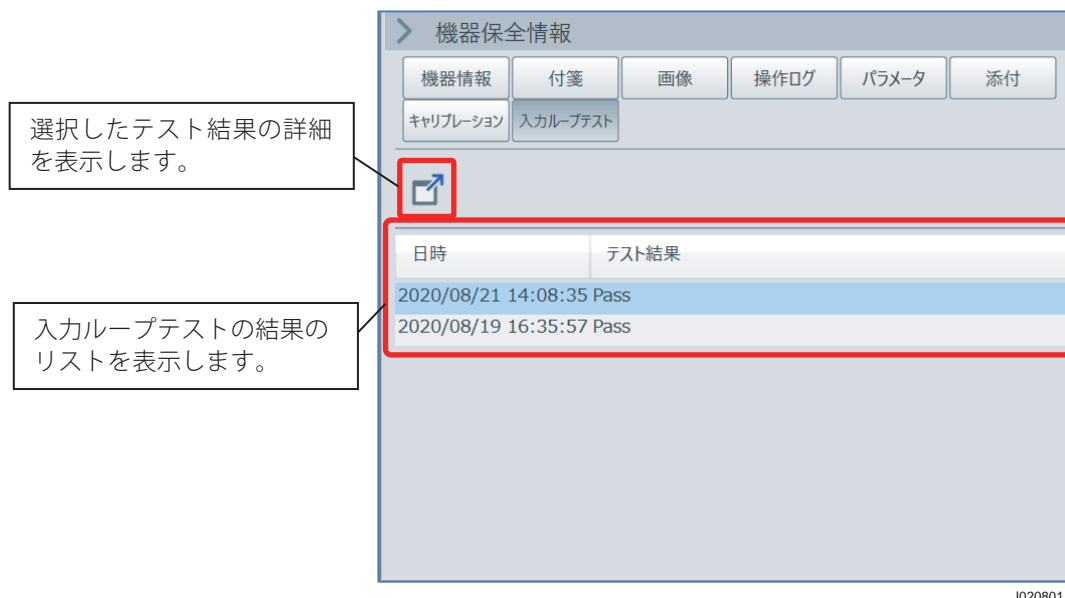 機器保全情報
機器情報 付箋 画像 操作ログ パラメータ 添付
キャリブレーション 入力ループテスト
選択したテスト結果の詳細
を表示します。
日時 テスト結果
2020/08/21 14:08:35 Pass
2020/08/19 16:35:57 Pass
入力ループテストの結果の
リストを表示します。